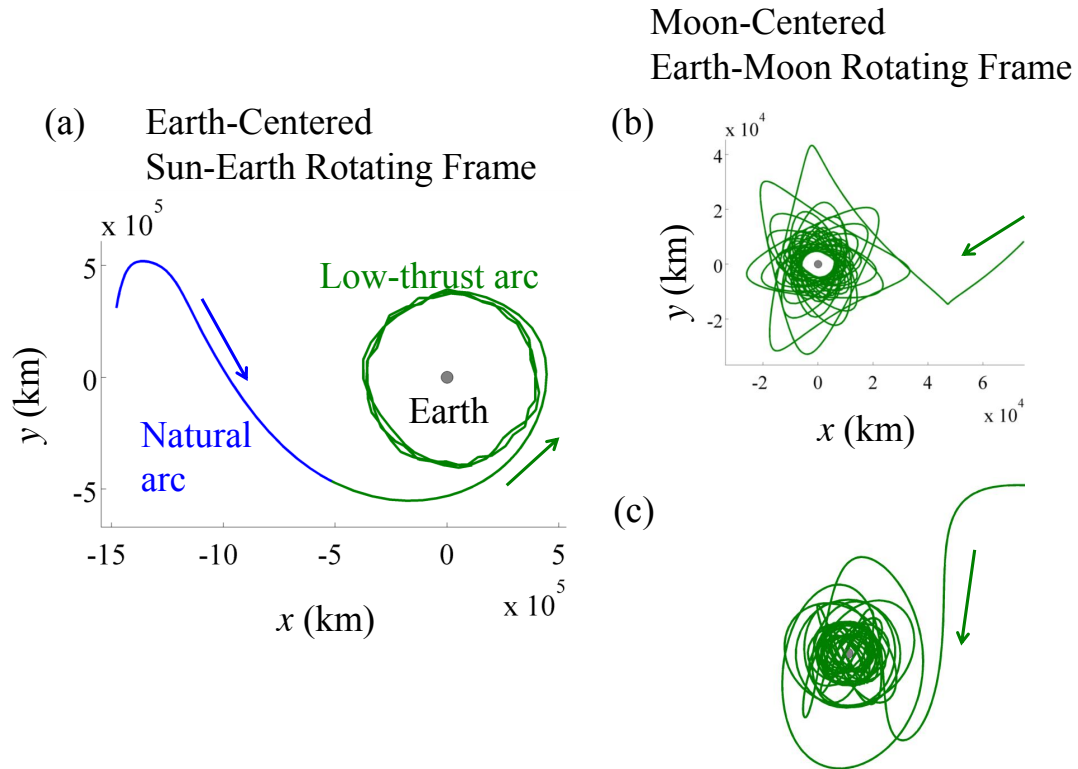 Moon-Centered
Earth-Moon Rotating Frame
(a)
Earth-Centered
Sun-Earth Rotating Frame
x 10^5
5
0
-5
y (km)
-15
-10
-5
0
5
x 10^5
x (km)
Natural
arc
Low-thrust arc
Earth
(b)
x 10^4
4
2
0
-2
y (km)
-2
0
2
4
6
x 10^4
x (km)
(c)